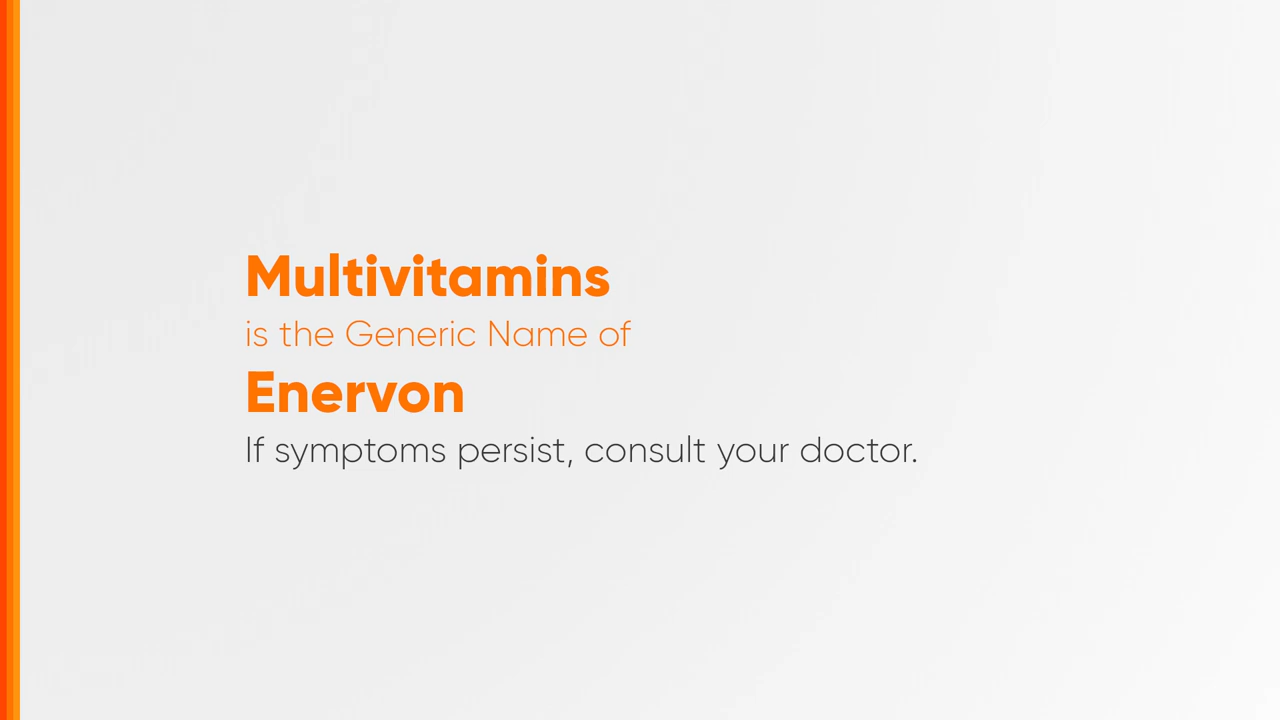 Multivitamins
is the Generic Name of
Enervon
If symptoms persist, consult your doctor.